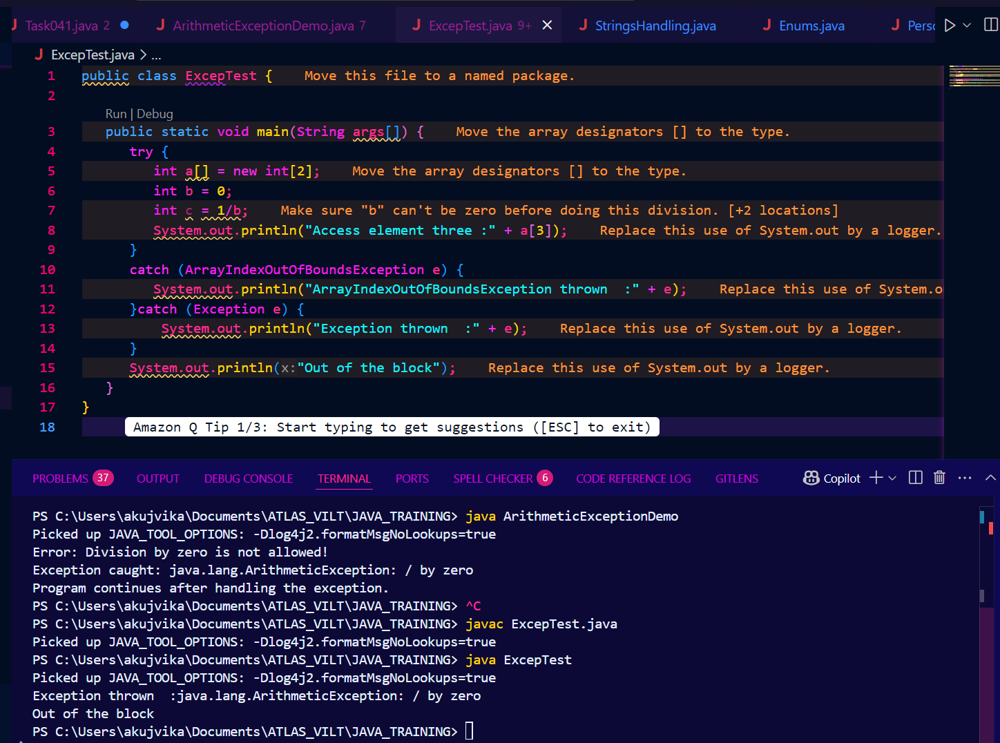 Task041.java 2 ArithmeticExceptionDemo.java 7 ExcepTest.java 9+ StringsHandling.java Enums.java Perso
ExcepTest.java > ...
1 public class ExcepTest { Move this file to a named package.
2
Run | Debug
3 public static void main(String args[]) { Move the array designators [] to the type.
4 try {
5 int a[] = new int[2]; Move the array designators [] to the type.
6 int b = 0;
7 int c = 1/b; Make sure "b" can't be zero before doing this division. [+2 locations]
8 System.out.println("Access element three :" + a[3]); Replace this use of System.out by a logger.
9 }
10 catch (ArrayIndexOutOfBoundsException e) {
11 System.out.println("ArrayIndexOutOfBoundsException thrown  :" + e); Replace this use of System.o
12 }catch (Exception e) {
13 System.out.println("Exception thrown  :" + e); Replace this use of System.out by a logger.
14 }
15 System.out.println(x:"Out of the block"); Replace this use of System.out by a logger.
16 }
17 }
18 Amazon Q Tip 1/3: Start typing to get suggestions ([ESC] to exit)
PROBLEMS 37 OUTPUT DEBUG CONSOLE TERMINAL PORTS SPELL CHECKER 6 CODE REFERENCE LOG GITLENS Copilot
PS C:\Users\akujvika\Documents\ATLAS_VILT\JAVA_TRAINING> java ArithmeticExceptionDemo
Picked up JAVA_TOOL_OPTIONS: -Dlog4j2.formatMsgNoLookups=true
Error: Division by zero is not allowed!
Exception caught: java.lang.ArithmeticException: / by zero
Program continues after handling the exception.
PS C:\Users\akujvika\Documents\ATLAS_VILT\JAVA_TRAINING> ^C
PS C:\Users\akujvika\Documents\ATLAS_VILT\JAVA_TRAINING> javac ExcepTest.java
Picked up JAVA_TOOL_OPTIONS: -Dlog4j2.formatMsgNoLookups=true
PS C:\Users\akujvika\Documents\ATLAS_VILT\JAVA_TRAINING> java ExcepTest
Picked up JAVA_TOOL_OPTIONS: -Dlog4j2.formatMsgNoLookups=true
Exception thrown  :java.lang.ArithmeticException: / by zero
Out of the block
PS C:\Users\akujvika\Documents\ATLAS_VILT\JAVA_TRAINING>